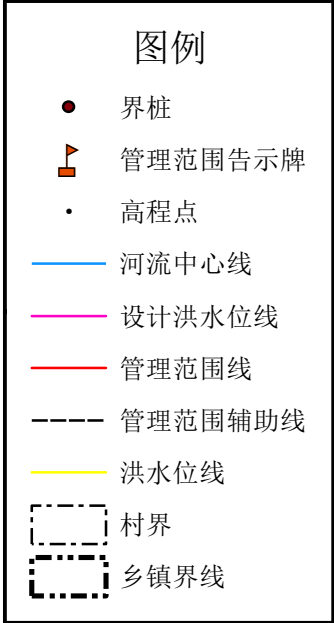 图例
界桩
管理范围告示牌
高程点
河流中心线
设计洪水位线
管理范围线
管理范围辅助线
洪水位线
村界
乡镇界线